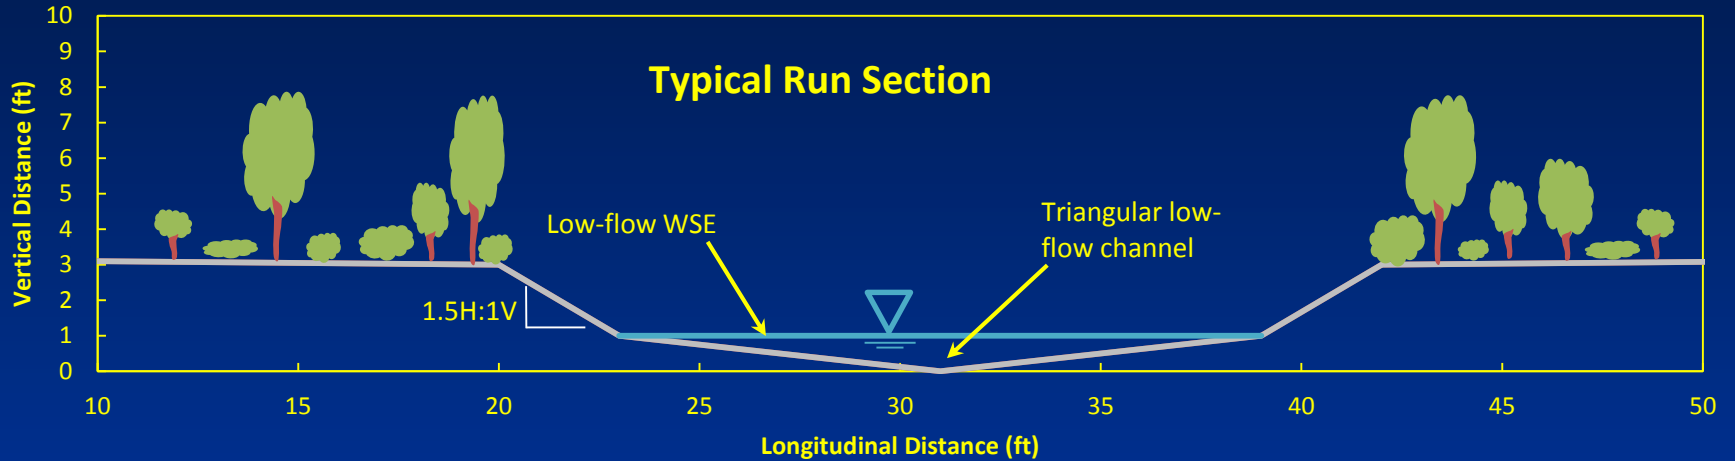 Typical Run Section
Vertical Distance (ft)
10
9
8
7
6
5
4
3
2
1
0
Low-flow WSE
Triangular low-
flow channel
1.5H:1V
10 15 20 25 30 35 40 45 50
Longitudinal Distance (ft)